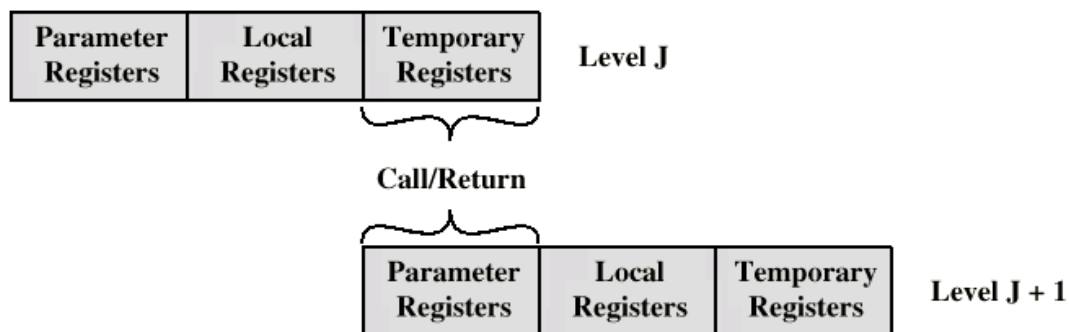 Parameter Registers
Local Registers
Temporary Registers
Level J
Call/Return
Parameter Registers
Local Registers
Temporary Registers
Level J + 1